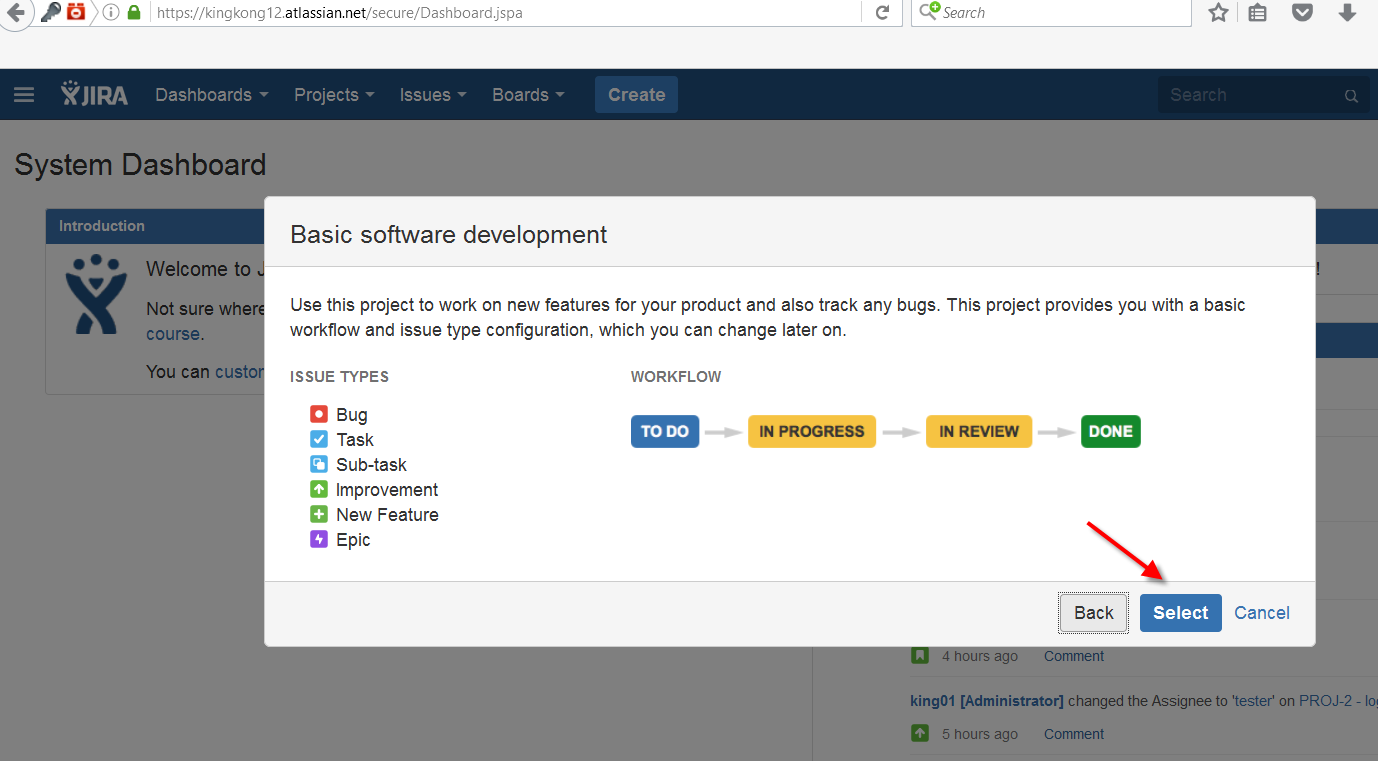 https://kingkong12.atlassian.net/secure/Dashboard.jspa
Search
JIRA Dashboards Projects Issues Boards Create Search
System Dashboard
Introduction
Welcome to J
Not sure where
course.
You can custor
!
Basic software development
Use this project to work on new features for your product and also track any bugs. This project provides you with a basic
workflow and issue type configuration, which you can change later on.
ISSUE TYPES
Bug
Task
Sub-task
Improvement
New Feature
Epic
WORKFLOW
TO DO IN PROGRESS IN REVIEW DONE
Back Select Cancel
4 hours ago Comment
king01 [Administrator] changed the Assignee to 'tester' on PROJ-2 - log
5 hours ago Comment